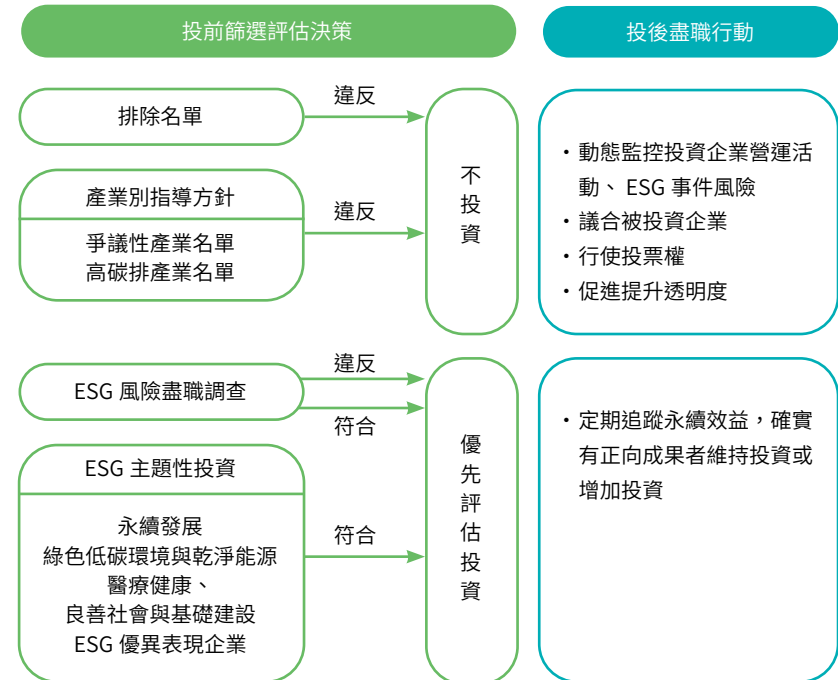 投前篩選評估決策
投後盡職行動
排除名單
違反
產業別指導方針
爭議性產業名單
高碳排產業名單
違反
不投資
・動態監控投資企業營運活
動、 ESG 事件風險
・議合被投資企業
・行使投票權
・促進提升透明度
ESG 風險盡職調查
違反
符合
ESG 主題性投資
永續發展
綠色低碳環境與乾淨能源
醫療健康、
良善社會與基礎建設
ESG 優異表現企業
符合
優先評估投資
・定期追蹤永續效益，確實
有正向成果者維持投資或
增加投資